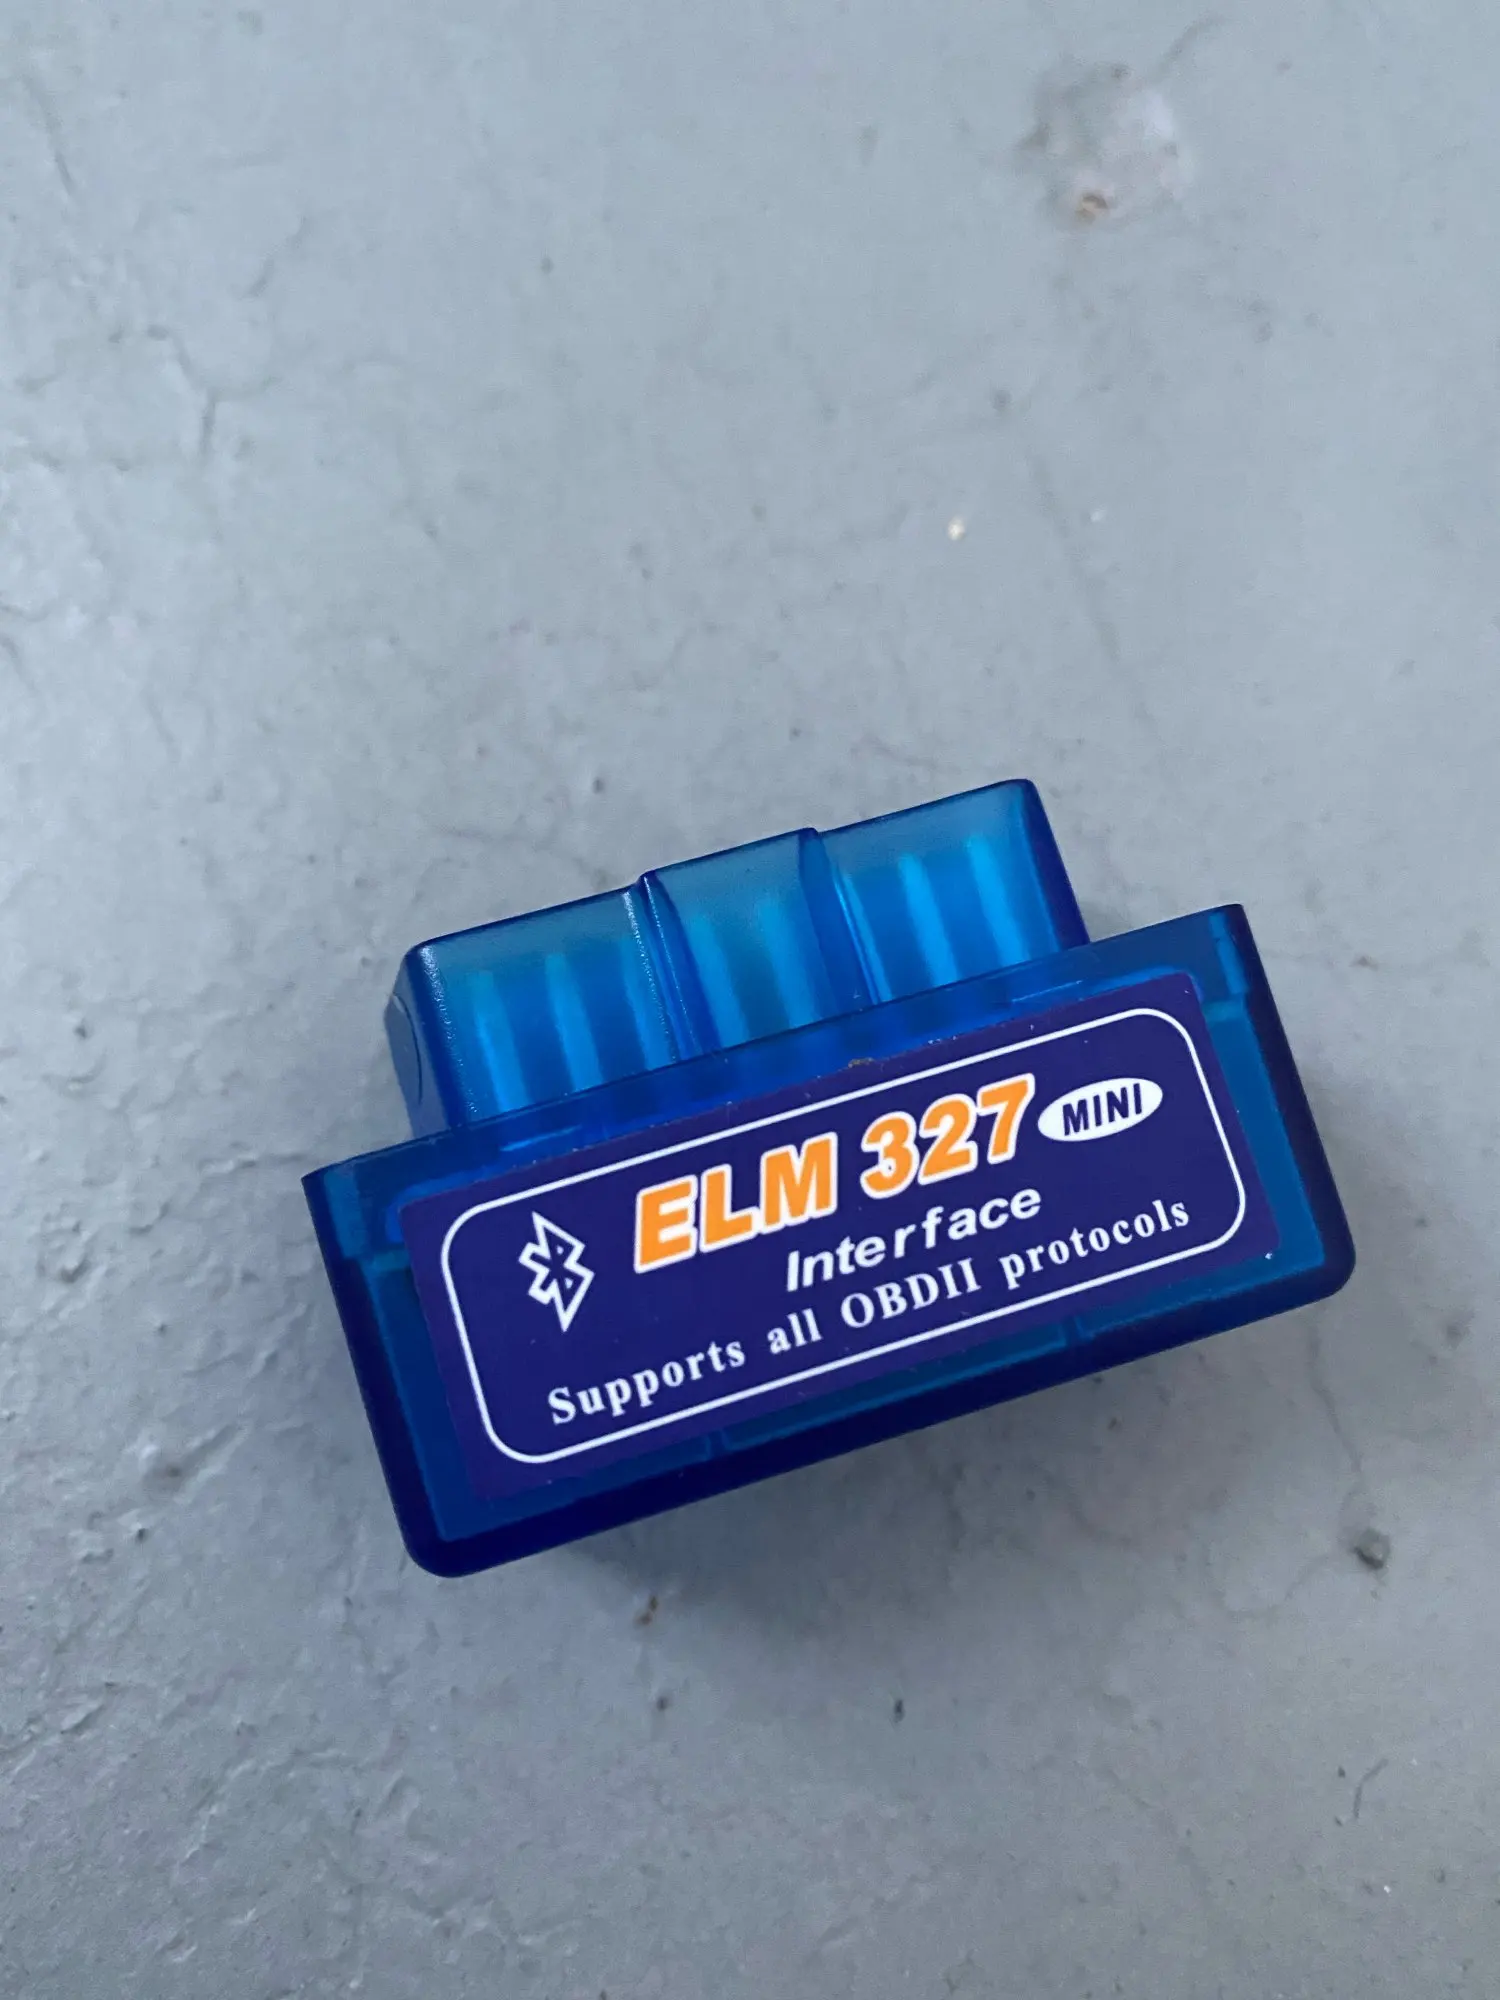 ELM 327 MINI
Interface
Supports all OBDII protocols